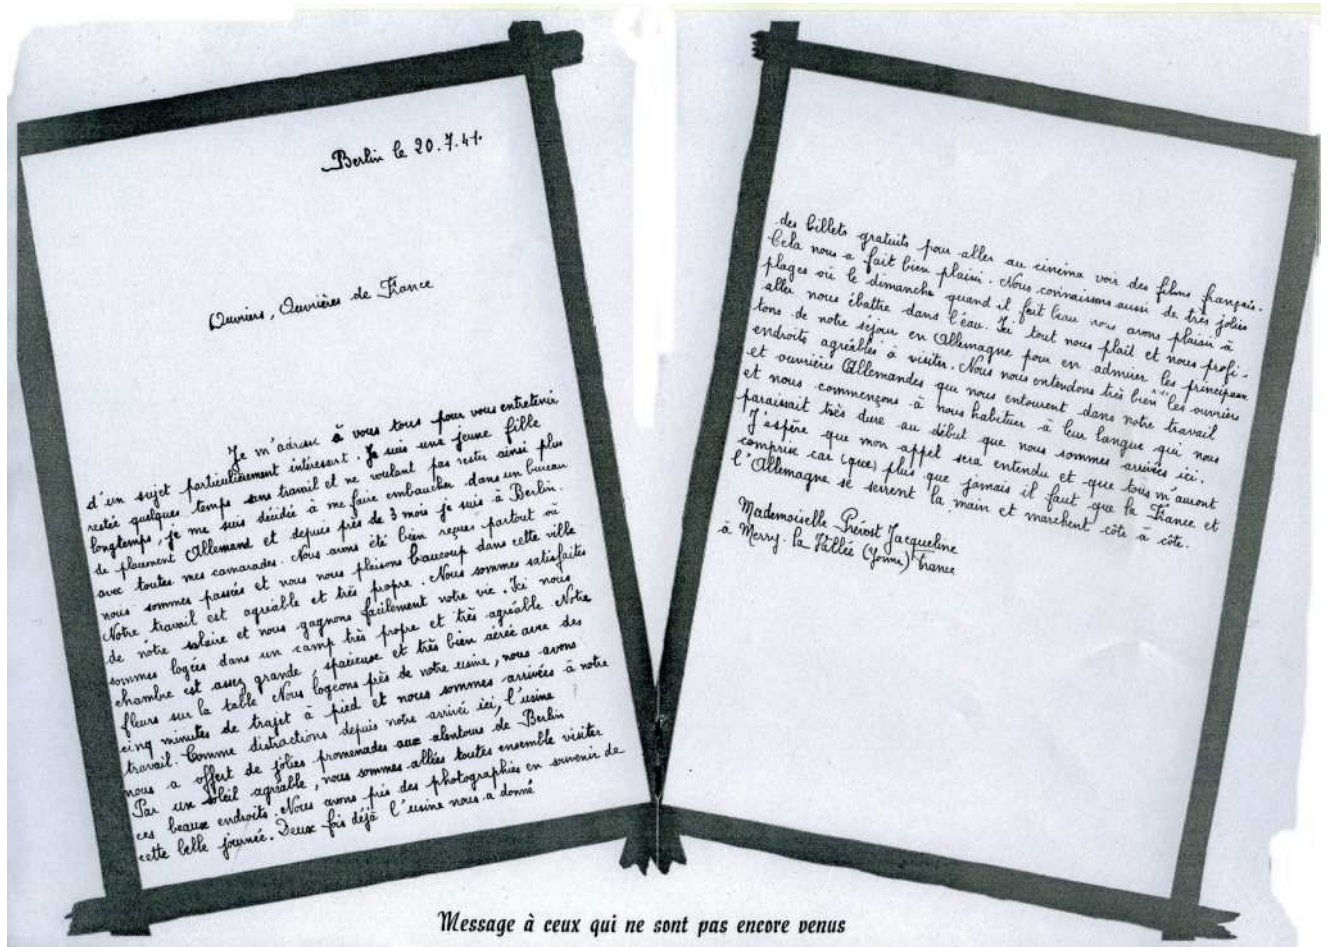 Berlin le 20.7.41.
Ouvriers, Ouvrières de France
Je m'adresse à vous tous pour vous entretenir
d'un sujet particulièrement intéressant. Je suis une jeune fille
restée quelques temps sans travail et ne voulant pas rester ainsi plus
longtemps, je me suis décidée à me faire embaucher dans un bureau
de placement Allemand et depuis près de 3 mois je suis à Berlin.
avec toutes mes camarades. Nous avons été bien reçues partout où
nous sommes passées et nous nous plaisons beaucoup dans cette ville
Notre travail est agréable et très propre. Nous sommes satisfaites
de nôtre salaire et nous gagnons facilement notre vie. Ici nous
sommes logées dans un camp très propre et très agréable. Notre
chambre est assez grande, spacieuse et très bien aérée avec des
fleurs sur la table. Nous logeons près de notre usine, nous avons
cinq minutes de trajet à pied et nous sommes arrivées à notre
travail. Comme distractions depuis notre arrivée ici, l'usine
nous a offert de jolies promenades aux alentours de Berlin
Par un soleil agréable, nous sommes allées toutes ensemble visiter
ces beaux endroits. Nous avons pris des photographies en souvenir de
cette belle journée. Deux fois déjà l'usine nous a donné
des billets gratuits pour aller au cinéma voir des films français.
Cela nous a fait bien plaisir. Nous connaissons aussi de très jolies
plages où le dimanche quand il fait beau nous avons plaisir à
aller nous ébattre dans l'eau. Ici tout nous plaît et nous profi-
tons de notre séjour en Allemagne pour en admirer les principaux
endroits agréables à visiter. Nous nous entendons très bien les ouvriers
et ouvrières Allemandes que nous entourent dans notre travail
et nous commençons à nous habituer à leur langue qui nous
paraissait très dure au début que nous sommes arrivées ici.
J'espère que mon appel sera entendu et que tous m'auront
comprise car (que) plus que jamais il faut que la France et
l'Allemagne se serrent la main et marchent côte à côte.
Mademoiselle Prévost Jacqueline
à Merry-la Vallée (Yonne) France
Message à ceux qui ne sont pas encore venus